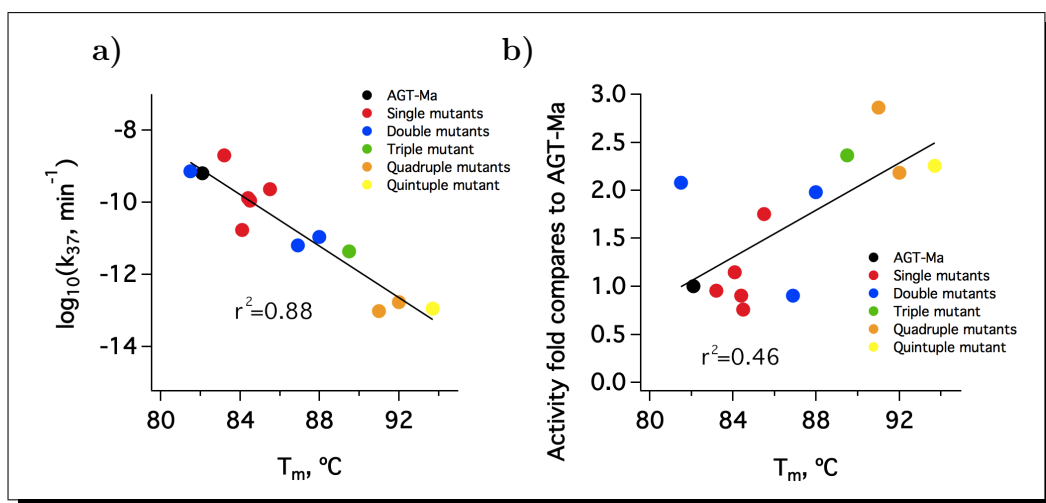 a)
AGT-Ma
Single mutants
Double mutants
Triple mutant
Quadruple mutants
Quintuple mutant
-8
-10
-12
-14
log10(k37, min-1)
r2=0.88
80
84
88
92
Tm, ºC
b)
3.0
2.5
2.0
1.5
1.0
0.5
0.0
Activity fold compares to AGT-Ma
AGT-Ma
Single mutants
Double mutants
Triple mutant
Quadruple mutants
Quintuple mutant
r2=0.46
80
84
88
92
Tm, ºC